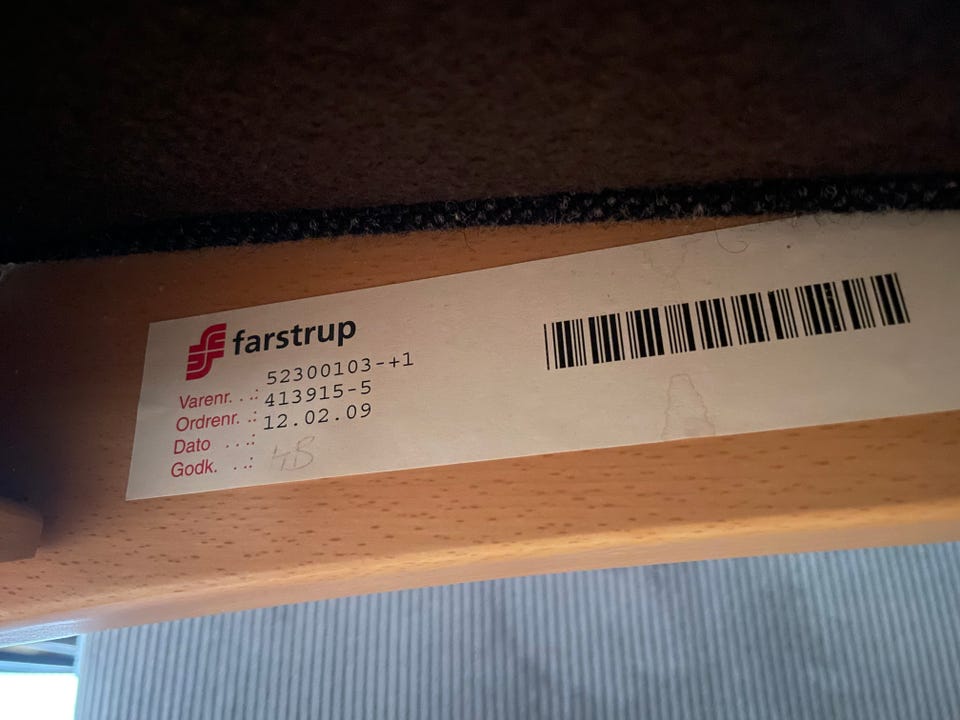 farstrup
Varenr. . .: 52300103-+1
Ordrenr. .: 413915-5
Dato . . .: 12.02.09
Godk. . .: